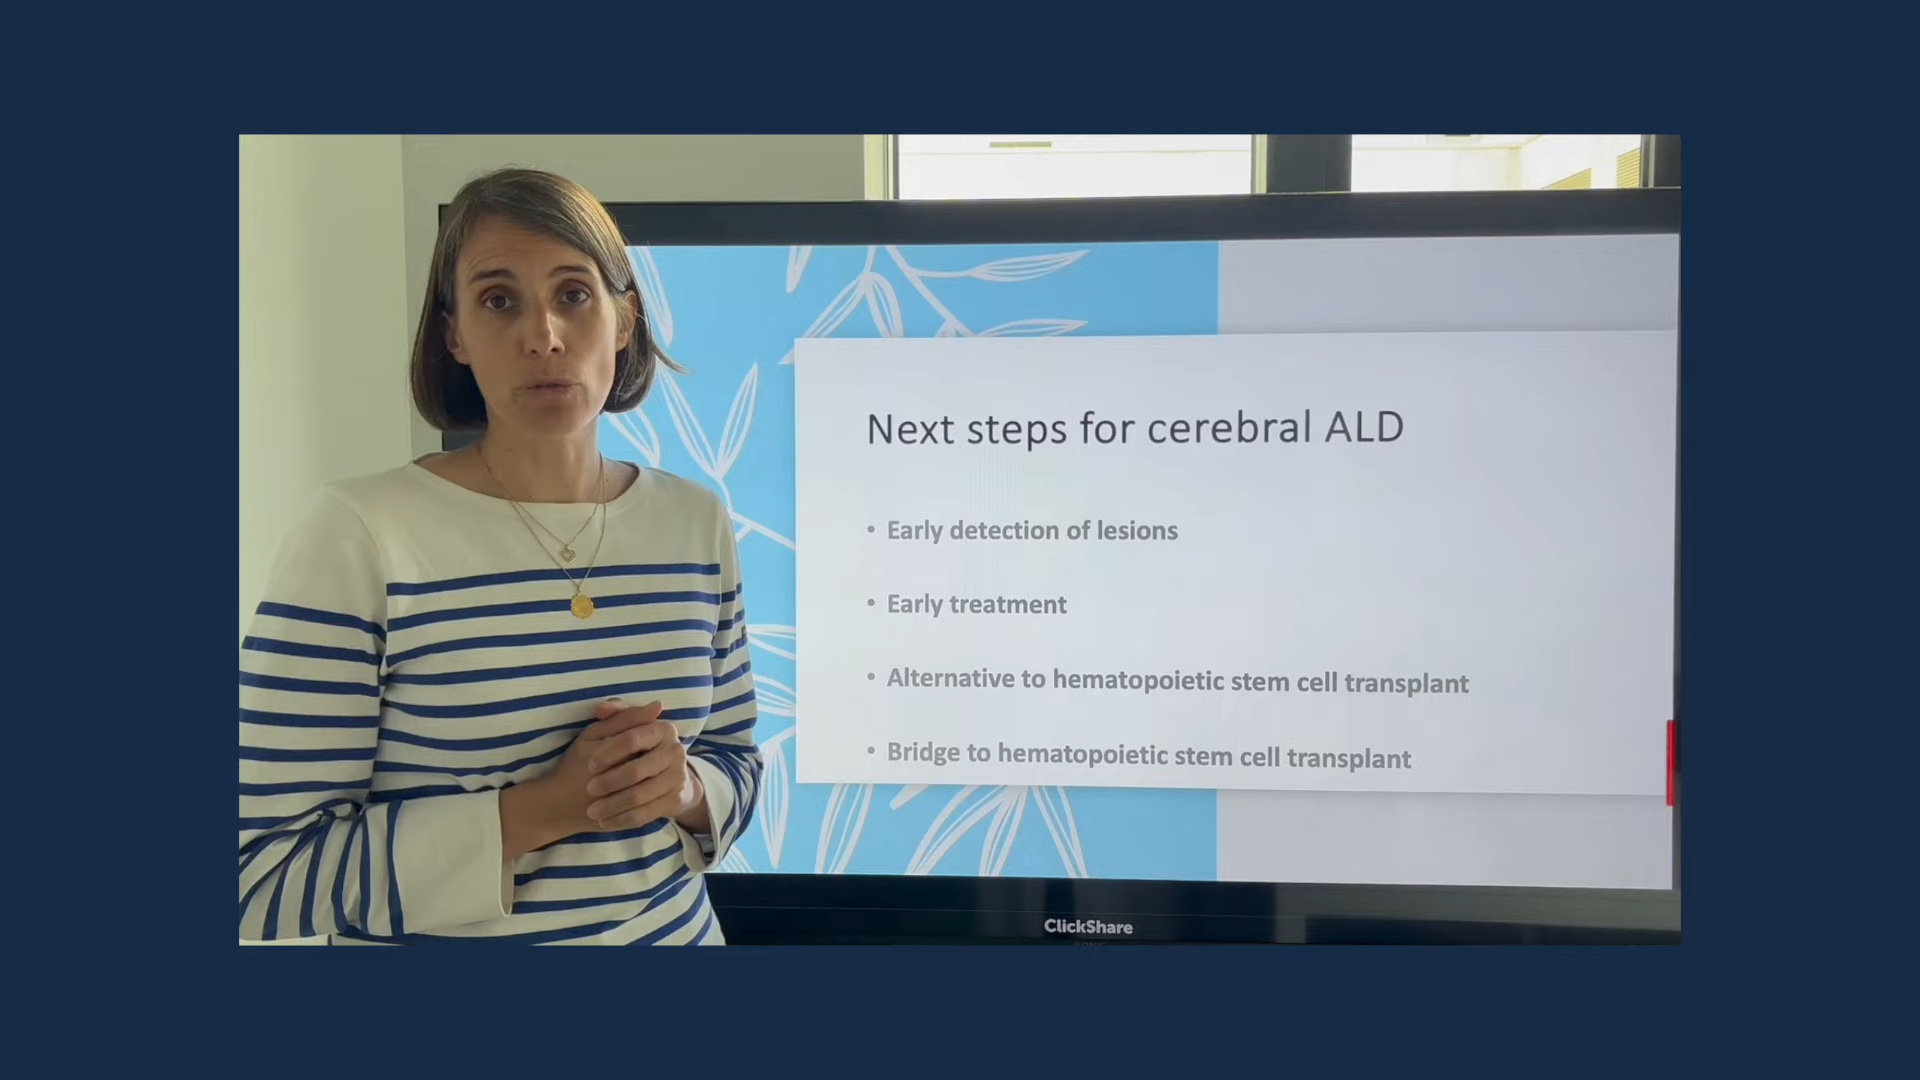 Next steps for cerebral ALD
• Early detection of lesions
• Early treatment
• Alternative to hematopoietic stem cell transplant
• Bridge to hematopoietic stem cell transplant
ClickShare